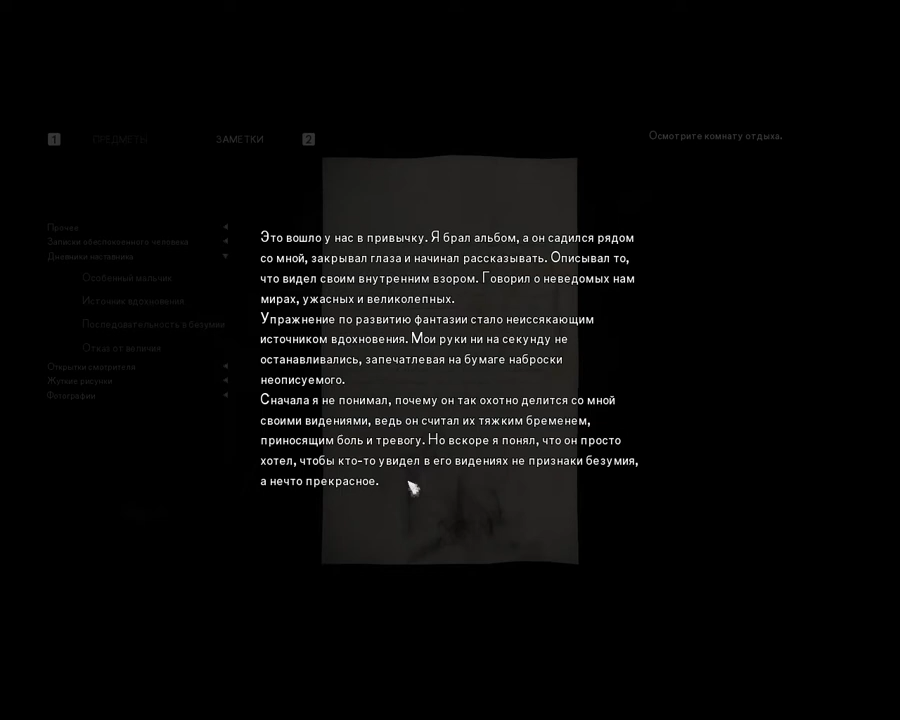 1 ПРЕДМЕТЫ ЗАМЕТКИ 2
Осмотрите комнату отдыха.
Прочее
Записки обеспокоенного человека
Дневники наставника
Особенный мальчик
Источник вдохновения
Последовательность в безумии
Отказ от величия
Открытки смотрителя
Жуткие рисунки
Фотографии
Это вошло у нас в привычку. Я брал альбом, а он садился рядом
со мной, закрывал глаза и начинал рассказывать. Описывал то,
что видел своим внутренним взором. Говорил о неведомых нам
мирах, ужасных и великолепных.
Упражнение по развитию фантазии стало неиссякающим
источником вдохновения. Мои руки ни на секунду не
останавливались, запечатлевая на бумаге наброски
неописуемого.
Сначала я не понимал, почему он так охотно делится со мной
своими видениями, ведь он считал их тяжким бременем,
приносящим боль и тревогу. Но вскоре я понял, что он просто
хотел, чтобы кто-то увидел в его видениях не признаки безумия,
а нечто прекрасное.